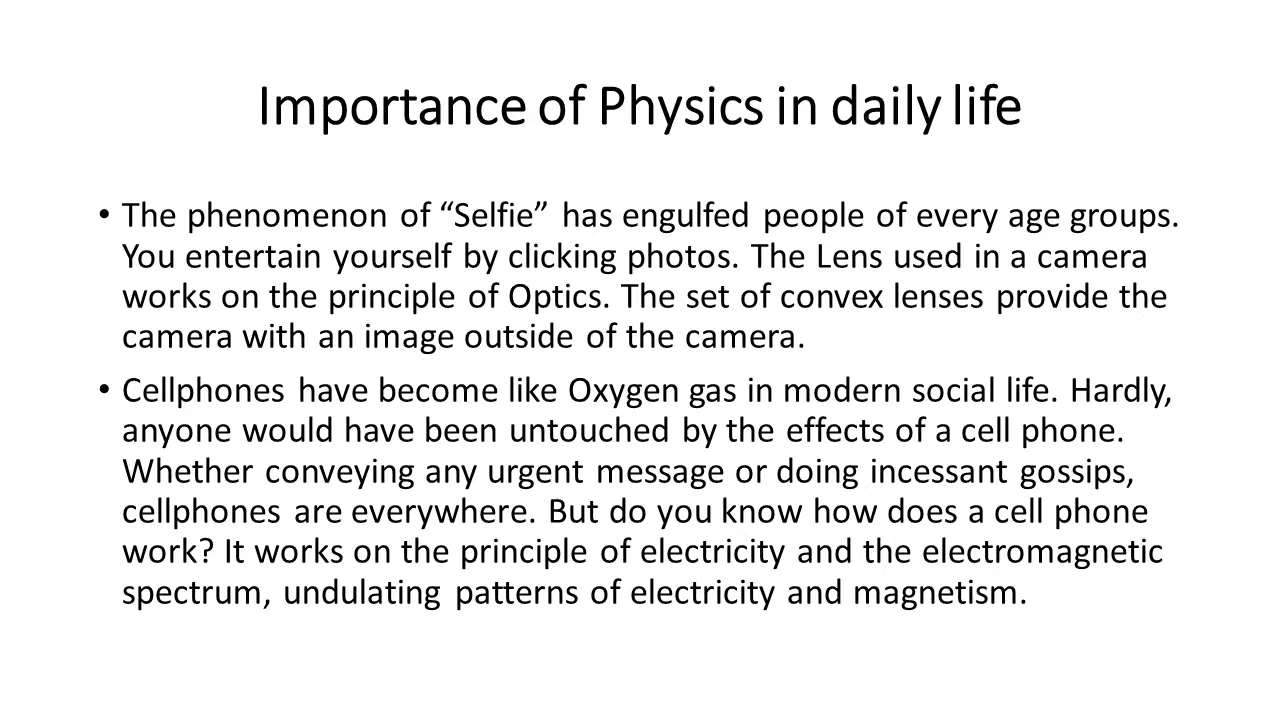 Importance of Physics in daily life
• The phenomenon of “Selfie” has engulfed people of every age groups.
You entertain yourself by clicking photos. The Lens used in a camera
works on the principle of Optics. The set of convex lenses provide the
camera with an image outside of the camera.
• Cellphones have become like Oxygen gas in modern social life. Hardly,
anyone would have been untouched by the effects of a cell phone.
Whether conveying any urgent message or doing incessant gossips,
cellphones are everywhere. But do you know how does a cell phone
work? It works on the principle of electricity and the electromagnetic
spectrum, undulating patterns of electricity and magnetism.